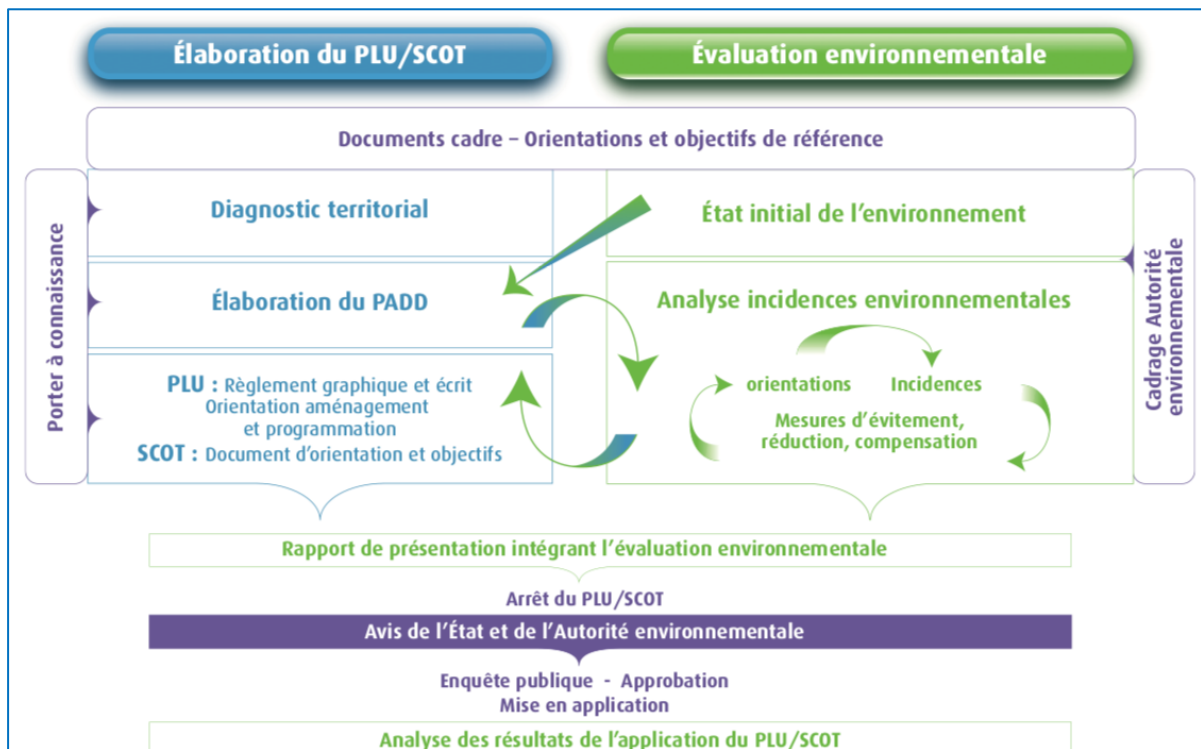 Élaboration du PLU/SCOT
Évaluation environnementale
Documents cadre – Orientations et objectifs de référence
Porter à connaissance
Diagnostic territorial
État initial de l’environnement
Cadrage Autorité
environnementale
Élaboration du PADD
Analyse incidences environnementales
PLU : Règlement graphique et écrit
Orientation aménagement
et programmation
SCOT : Document d’orientation et objectifs
orientations
Incidences
Mesures d’évitement,
réduction, compensation
Rapport de présentation intégrant l’évaluation environnementale
Arrêt du PLU/SCOT
Avis de l’État et de l’Autorité environnementale
Enquête publique - Approbation
Mise en application
Analyse des résultats de l’application du PLU/SCOT